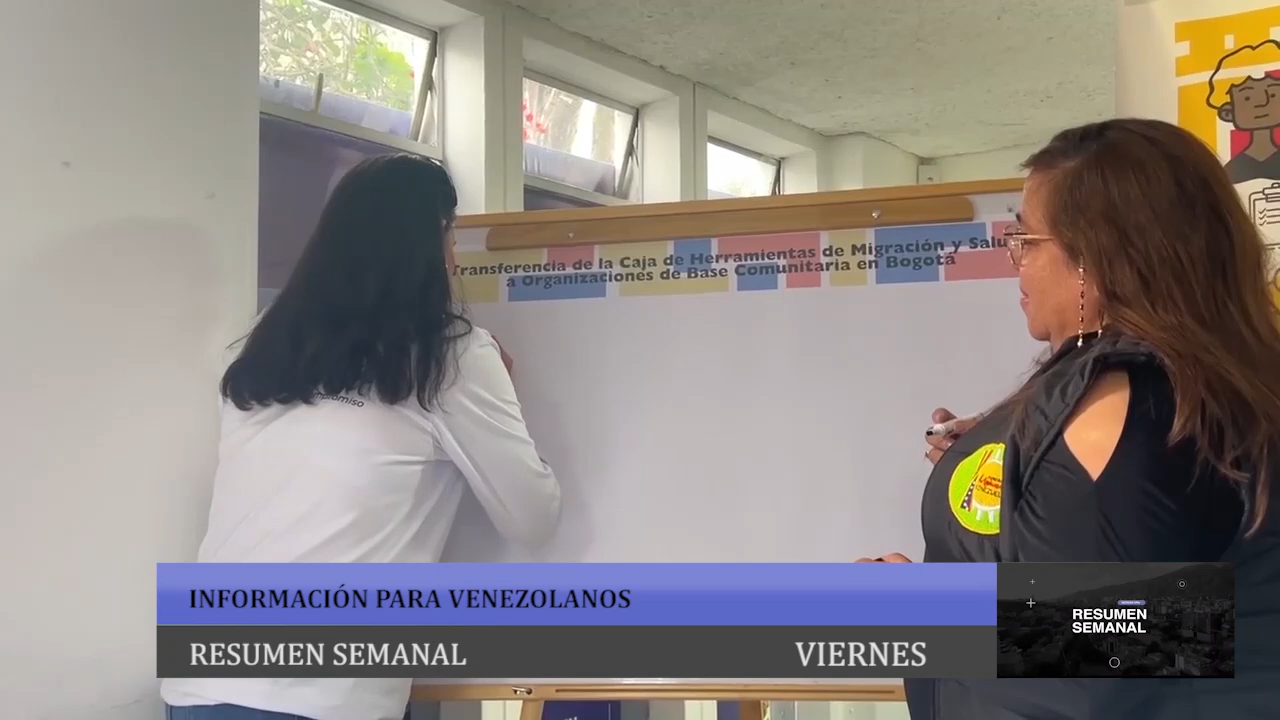 Transferencia de la Caja de Herramientas de Migración y Salu
a Organizaciones de Base Comunitaria en Bogotá
INFORMACIÓN PARA VENEZOLANOS
RESUMEN SEMANAL
VIERNES
RESUMEN
SEMANAL